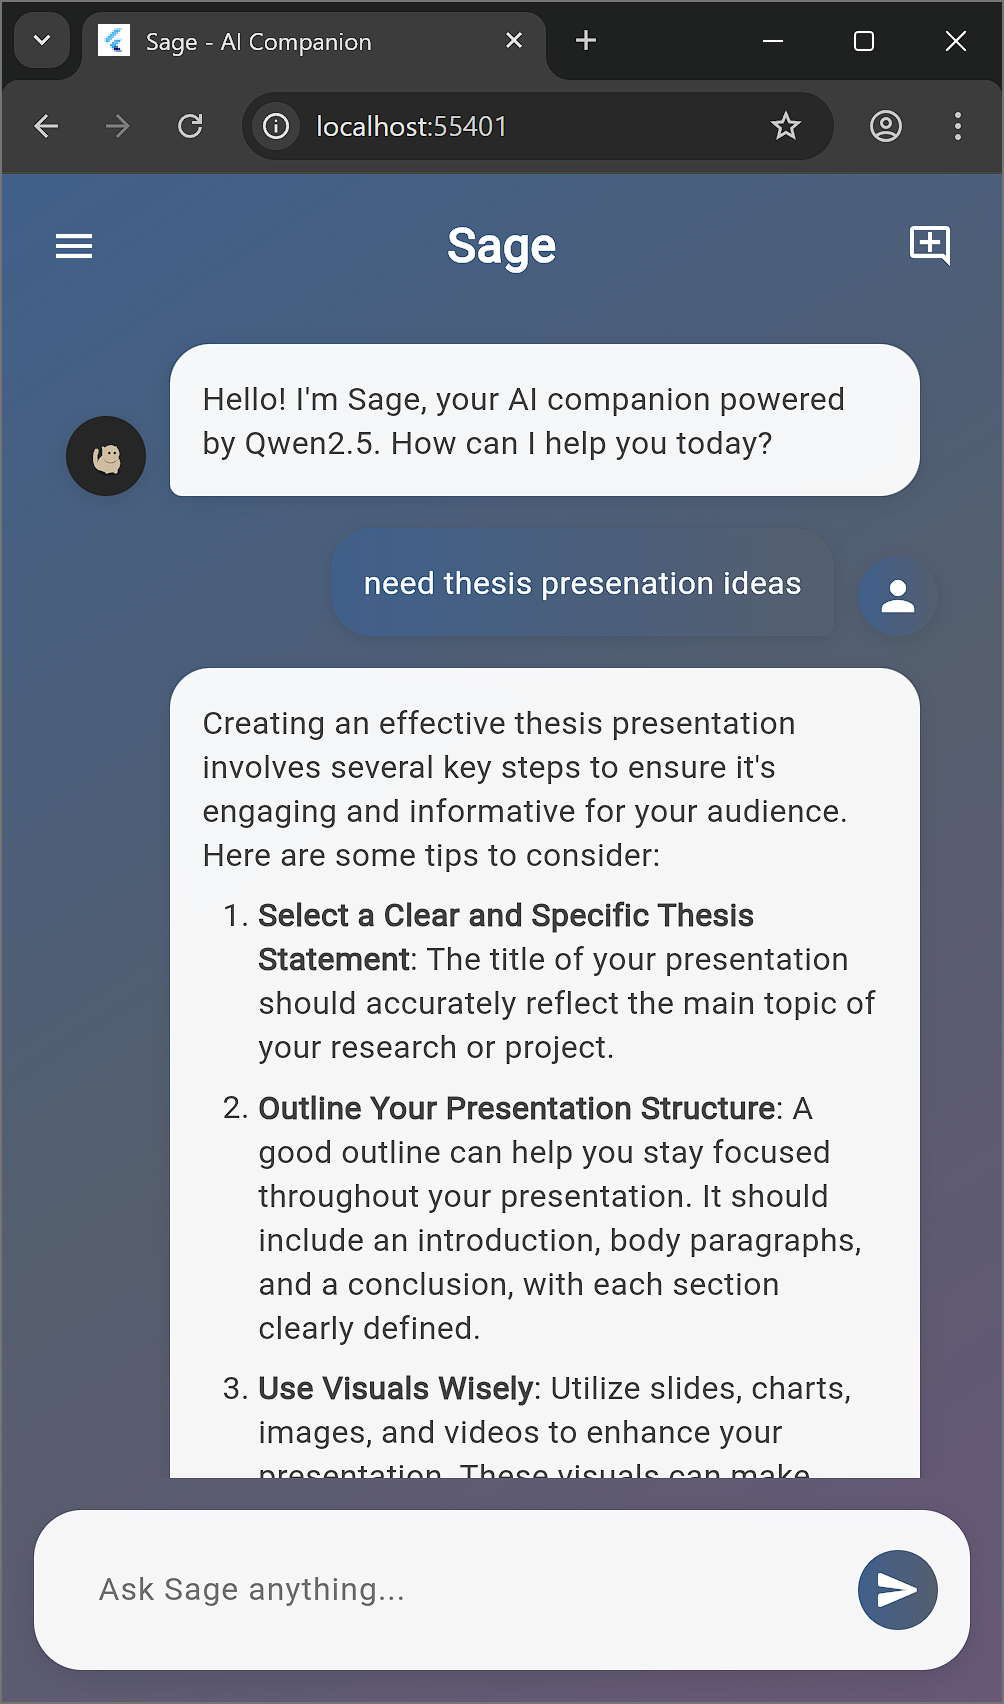 Sage - AI Companion
localhost:55401
Sage
Hello! I'm Sage, your AI companion powered
by Qwen2.5. How can I help you today?
need thesis presenation ideas
Creating an effective thesis presentation
involves several key steps to ensure it's
engaging and informative for your audience.
Here are some tips to consider:
1. Select a Clear and Specific Thesis
Statement: The title of your presentation
should accurately reflect the main topic of
your research or project.
2. Outline Your Presentation Structure: A
good outline can help you stay focused
throughout your presentation. It should
include an introduction, body paragraphs,
and a conclusion, with each section
clearly defined.
3. Use Visuals Wisely: Utilize slides, charts,
images, and videos to enhance your
presentation. These visuals can make
Ask Sage anything...